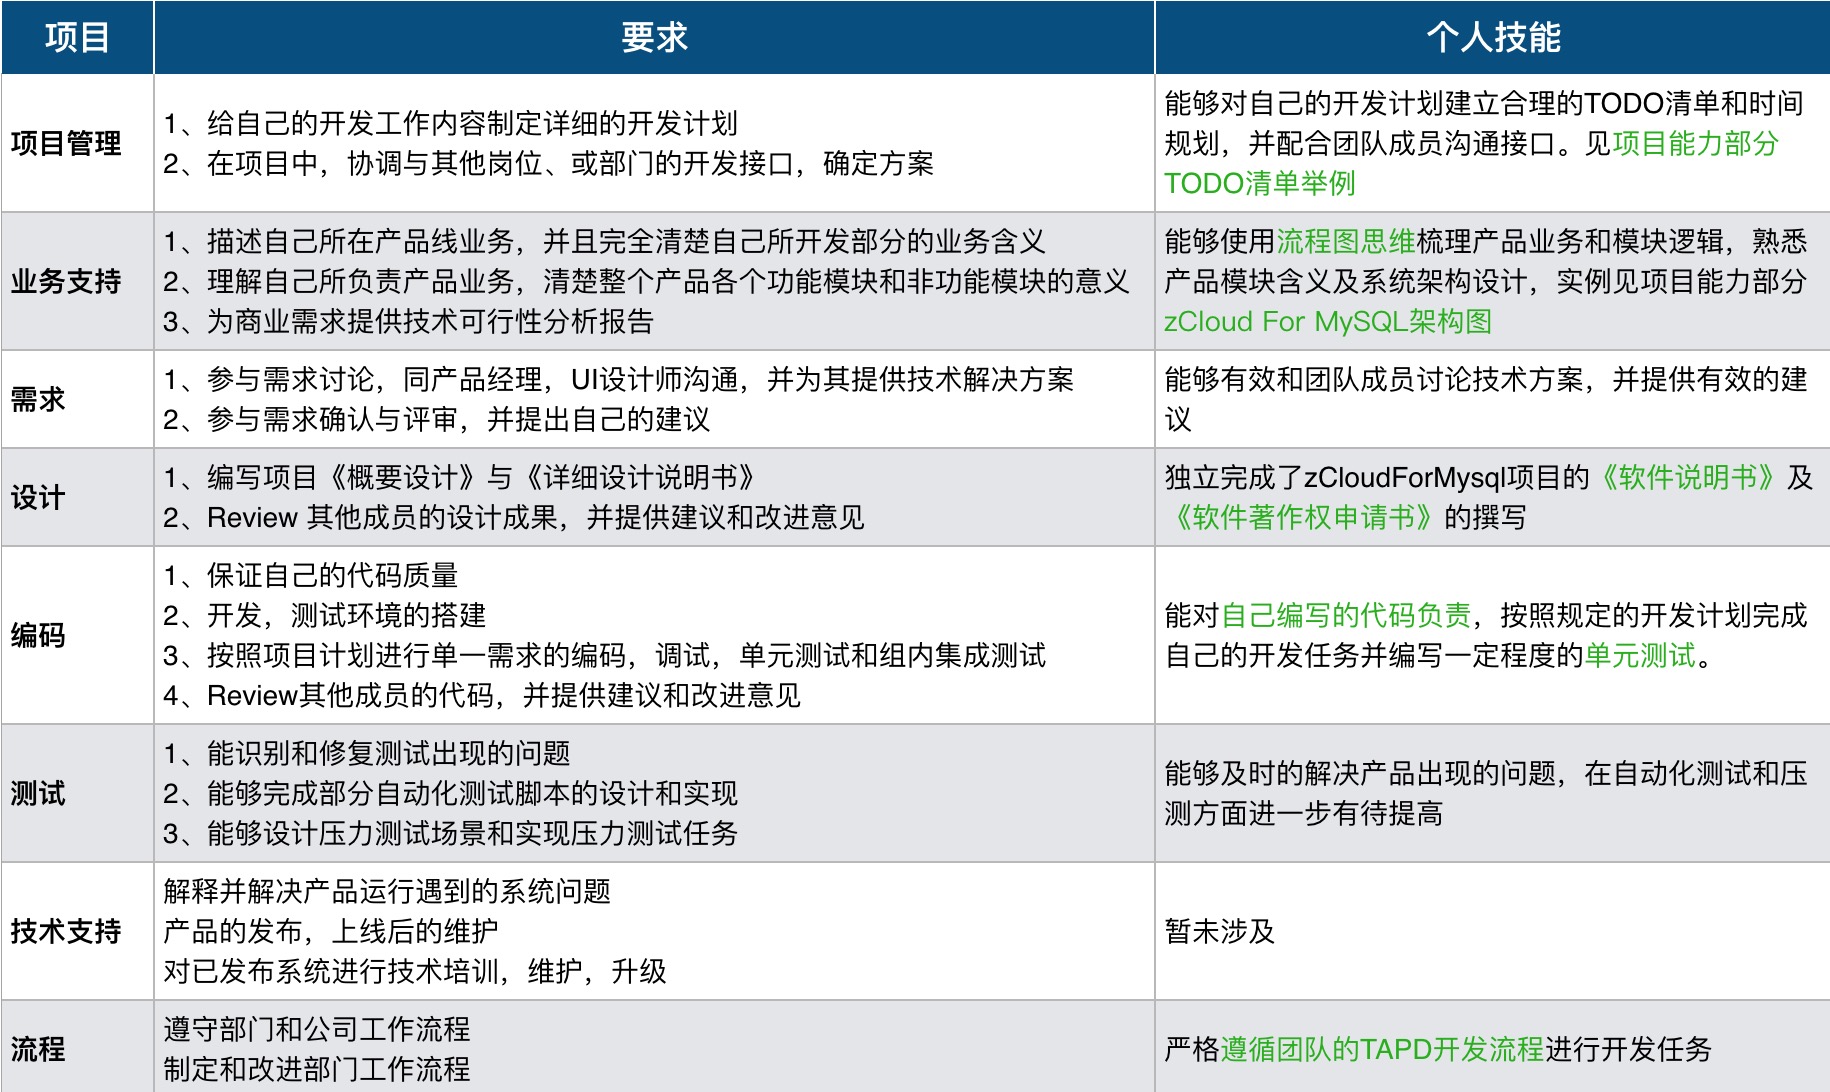 项目
要求
个人技能
项目管理
1、给自己的开发工作内容制定详细的开发计划
2、在项目中，协调与其他岗位、或部门的开发接口，确定方案
能够对自己的开发计划建立合理的TODO清单和时间
规划，并配合团队成员沟通接口。见项目能力部分
TODO清单举例
业务支持
1、描述自己所在产品线业务，并且完全清楚自己所开发部分的业务含义
2、理解自己所负责产品业务，清楚整个产品各个功能模块和非功能模块的意义
3、为商业需求提供技术可行性分析报告
能够使用流程图思维梳理产品业务和模块逻辑，熟悉
产品模块含义及系统架构设计，实例见项目能力部分
zCloud For MySQL架构图
需求
1、参与需求讨论，同产品经理，UI设计师沟通，并为其提供技术解决方案
2、参与需求确认与评审，并提出自己的建议
能够有效和团队成员讨论技术方案，并提供有效的建
议
设计
1、编写项目《概要设计》与《详细设计说明书》
2、Review 其他成员的设计成果，并提供建议和改进意见
独立完成了zCloudForMysql项目的《软件说明书》及
《软件著作权申请书》的撰写
编码
1、保证自己的代码质量
2、开发，测试环境的搭建
3、按照项目计划进行单一需求的编码，调试，单元测试和组内集成测试
4、Review其他成员的代码，并提供建议和改进意见
能对自己编写的代码负责，按照规定的开发计划完成
自己的开发任务并编写一定程度的单元测试。
测试
1、能识别和修复测试出现的问题
2、能够完成部分自动化测试脚本的设计和实现
3、能够设计压力测试场景和实现压力测试任务
能够及时的解决产品出现的问题，在自动化测试和压
测方面进一步有待提高
技术支持
解释并解决产品运行遇到的系统问题
产品的发布，上线后的维护
对已发布系统进行技术培训，维护，升级
暂未涉及
流程
遵守部门和公司工作流程
制定和改进部门工作流程
严格遵循团队的TAPD开发流程进行开发任务